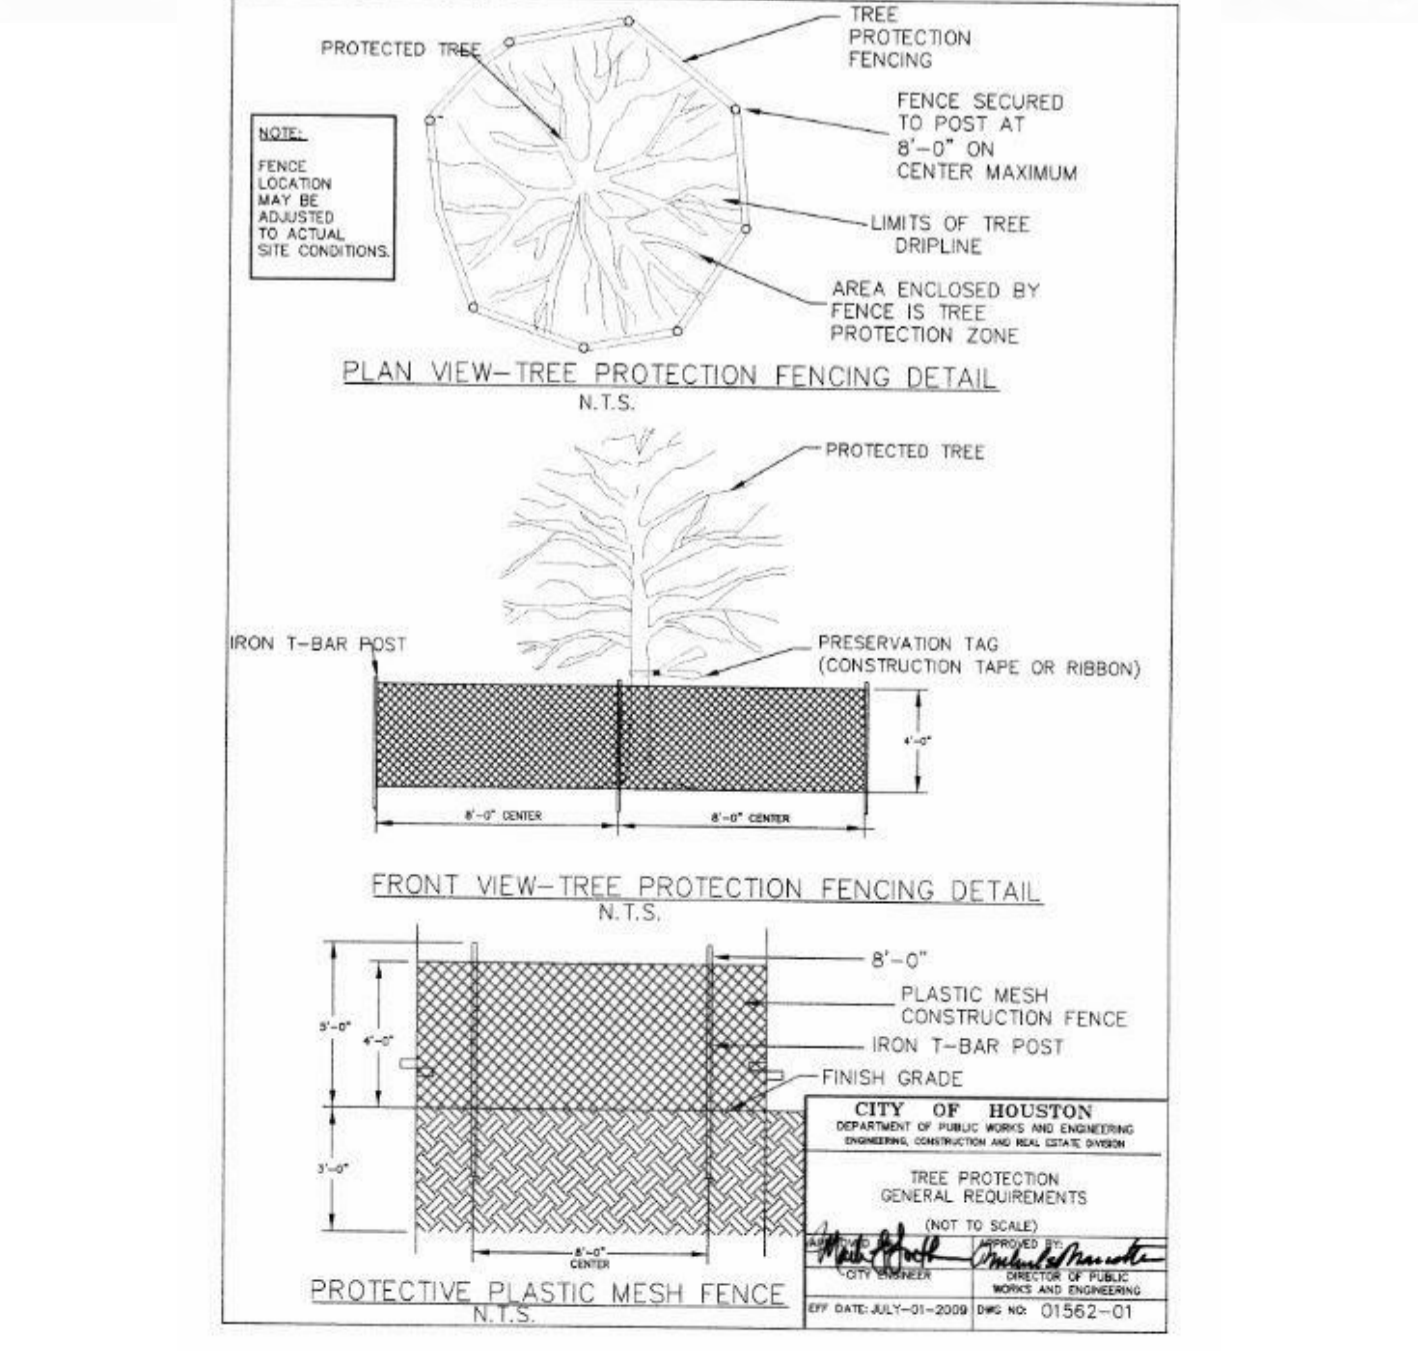 PROTECTED TREE
TREE
PROTECTION
FENCING
FENCE SECURED
TO POST AT
8'-0" ON
CENTER MAXIMUM
NOTE:
FENCE
LOCATION
MAY BE
ADJUSTED
TO ACTUAL
SITE CONDITIONS.
LIMITS OF TREE
DRIPLINE
AREA ENCLOSED BY
FENCE IS TREE
PROTECTION ZONE
PLAN VIEW-TREE PROTECTION FENCING DETAIL
N.T.S.
PROTECTED TREE
IRON T-BAR POST
PRESERVATION TAG
(CONSTRUCTION TAPE OR RIBBON)
4'-0"
8'-0" CENTER
8'-0" CENTER
FRONT VIEW-TREE PROTECTION FENCING DETAIL
N.T.S.
8'-0"
PLASTIC MESH
CONSTRUCTION FENCE
5'-0"
4'-0"
IRON T-BAR POST
FINISH GRADE
3'-0"
8'-0"
CENTER
PROTECTIVE PLASTIC MESH FENCE
N.T.S.
CITY OF HOUSTON
DEPARTMENT OF PUBLIC WORKS AND ENGINEERING
ENGINEERING, CONSTRUCTION AND REAL ESTATE DIVISION
TREE PROTECTION
GENERAL REQUIREMENTS
(NOT TO SCALE)
APPROVED BY:
CITY ENGINEER
DIRECTOR OF PUBLIC
WORKS AND ENGINEERING
EFF DATE: JULY-01-2009
DWG NO: 01562-01